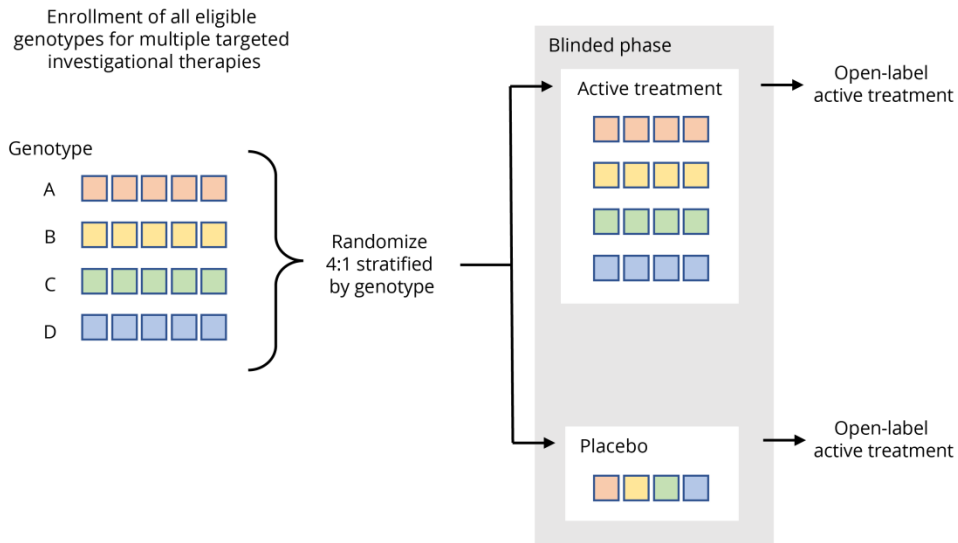 Enrollment of all eligible
genotypes for multiple targeted
investigational therapies
Genotype
A
B
C
D
Randomize
4:1 stratified
by genotype
Blinded phase
Active treatment
Placebo
Open-label
active treatment
Open-label
active treatment